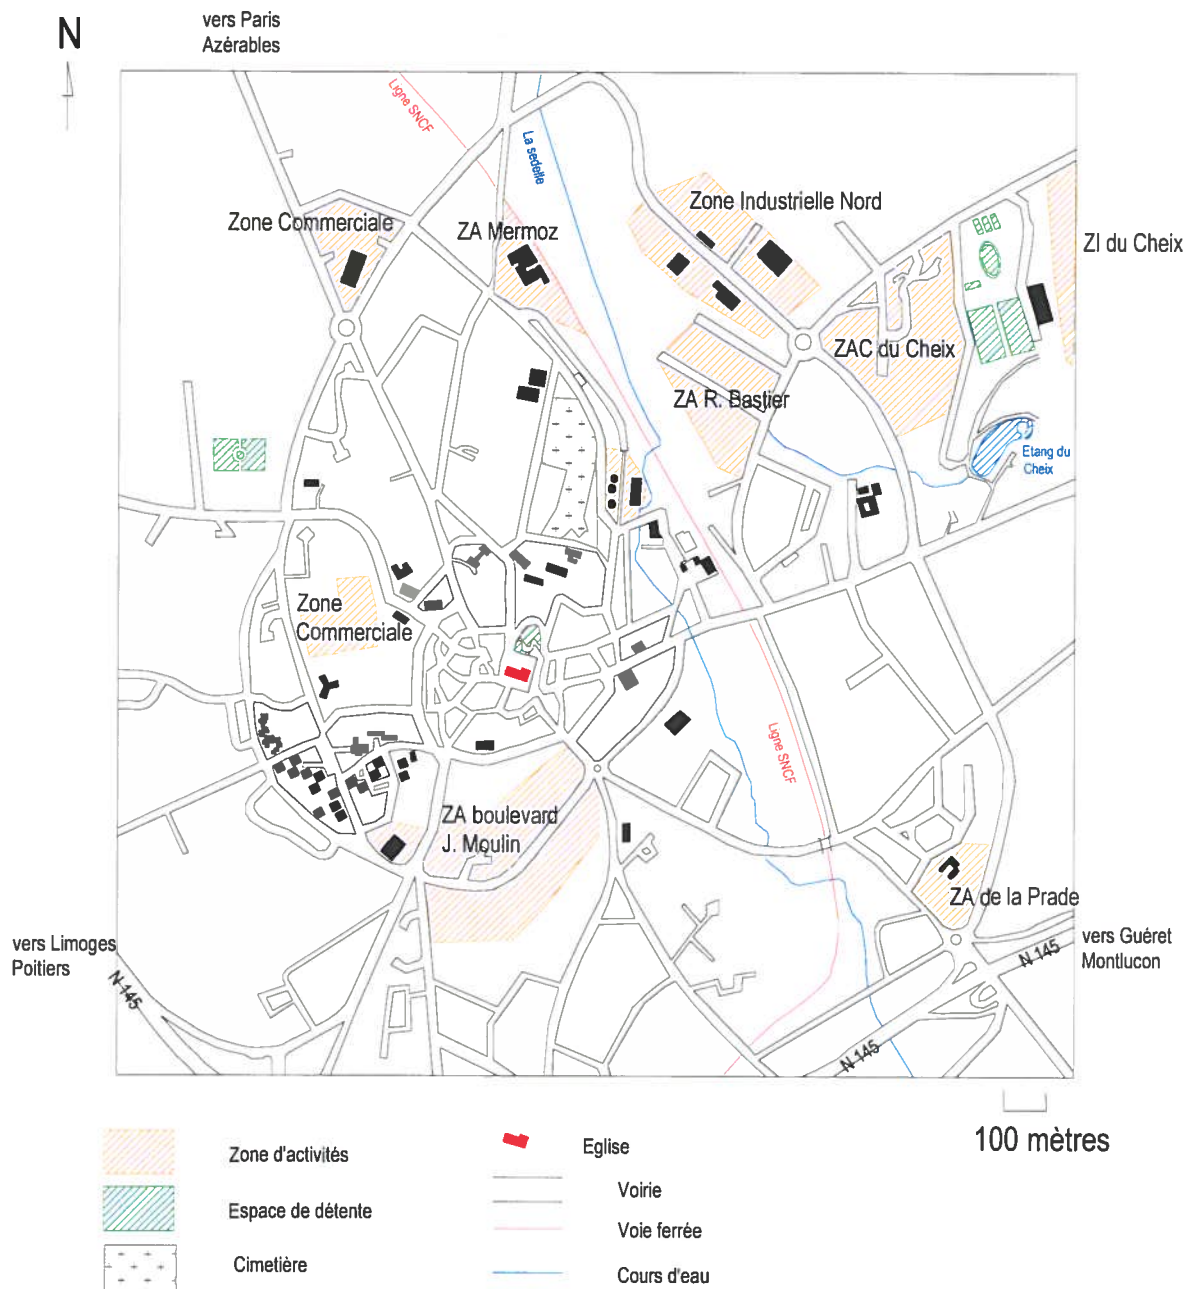 N
vers Paris
Azérables
Ligne SNCF
La sedelle
Zone Commerciale
ZA Mermoz
Zone Industrielle Nord
ZI du Cheix
ZAC du Cheix
ZA R. Bastier
Etang du
Cheix
Zone
Commerciale
Ligne SNCF
ZA boulevard
J. Moulin
ZA de la Prade
vers Limoges
Poitiers
N 145
N 145
vers Guéret
Montlucon
N 145
100 mètres
Zone d'activités
Eglise
Espace de détente
Voirie
Voie ferrée
Cimetière
Cours d'eau